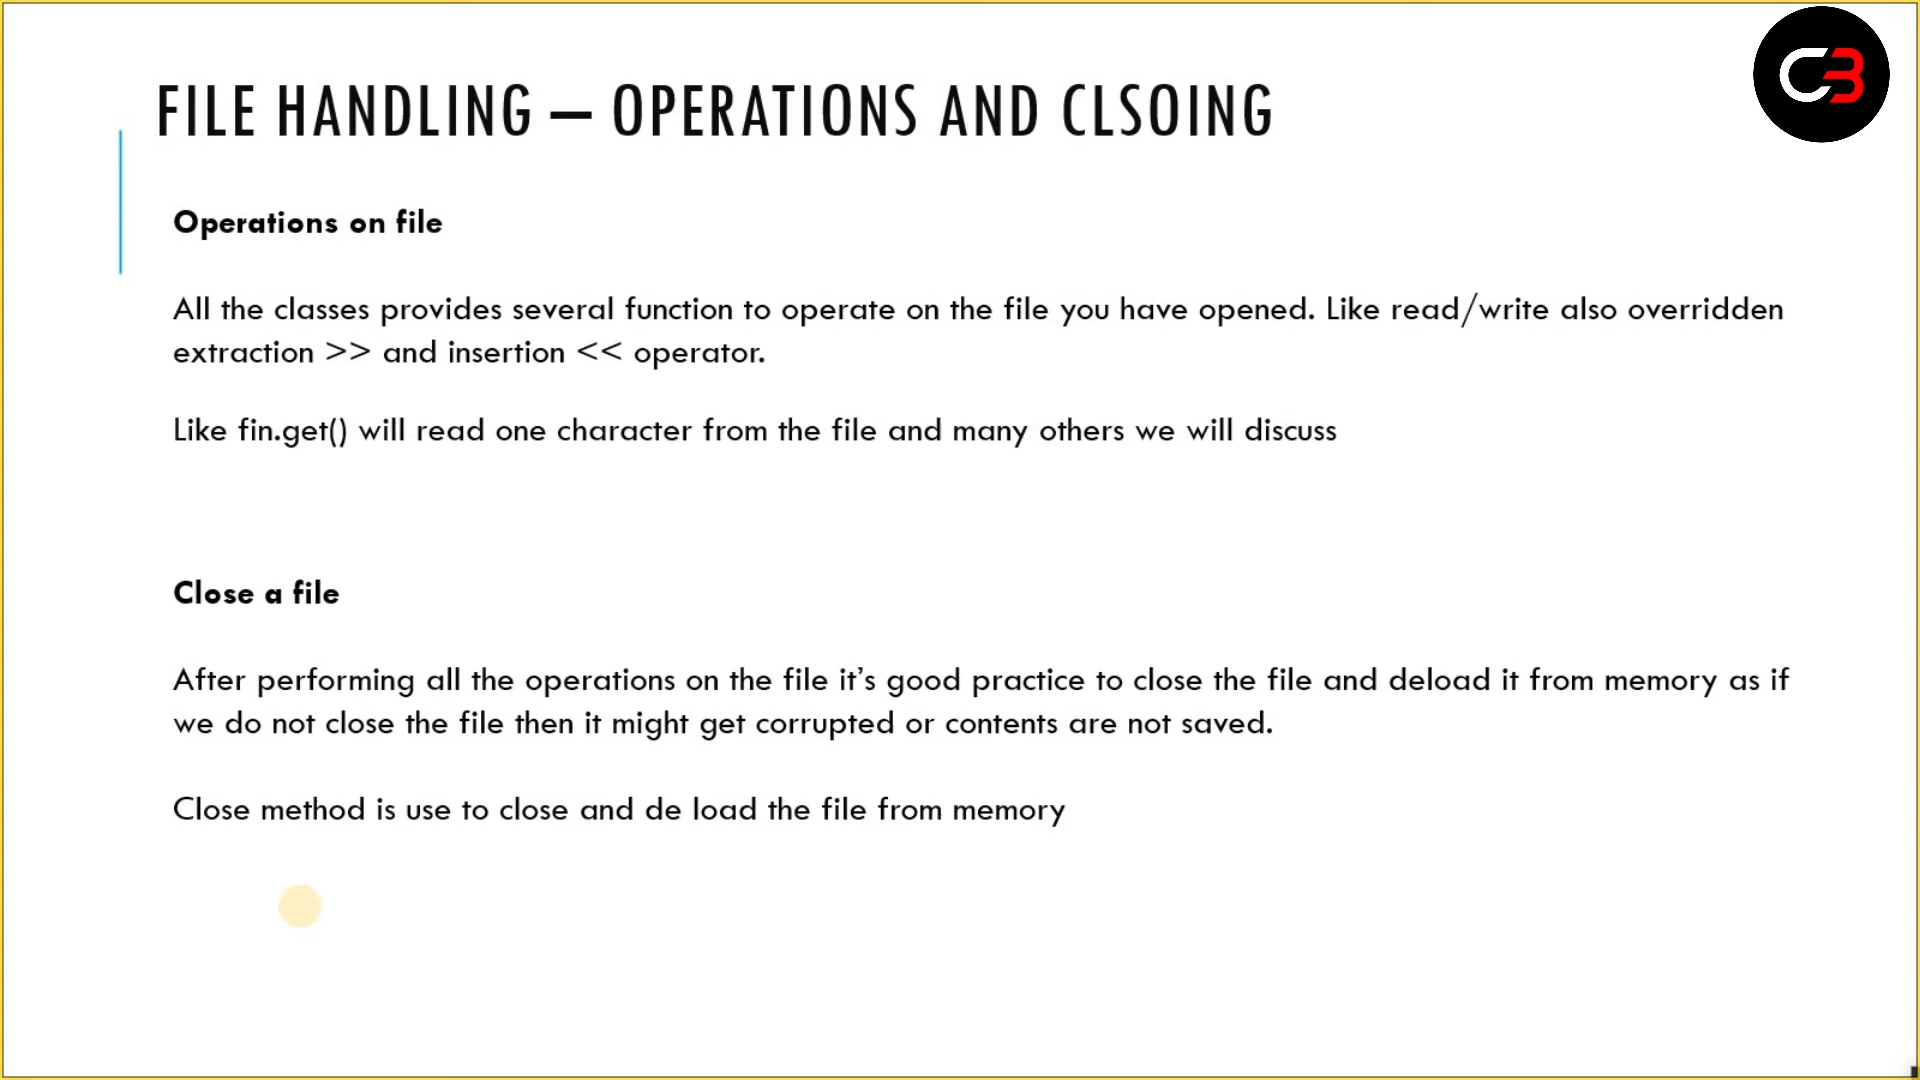 FILE HANDLING – OPERATIONS AND CLSOING
C3
Operations on file
All the classes provides several function to operate on the file you have opened. Like read/write also overridden
extraction >> and insertion << operator.
Like fin.get() will read one character from the file and many others we will discuss
Close a file
After performing all the operations on the file it's good practice to close the file and deload it from memory as if
we do not close the file then it might get corrupted or contents are not saved.
Close method is use to close and de load the file from memory